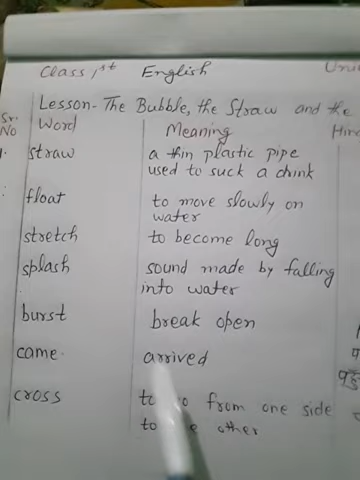 Class 1st English
Lesson- The Bubble, the Straw and the
Sr. No Word Meaning
straw a thin plastic pipe
used to suck a drink
float to move slowly on
water
stretch to become long
splash sound made by falling
into water
burst break open
came. arrived
cross to from one side
to other